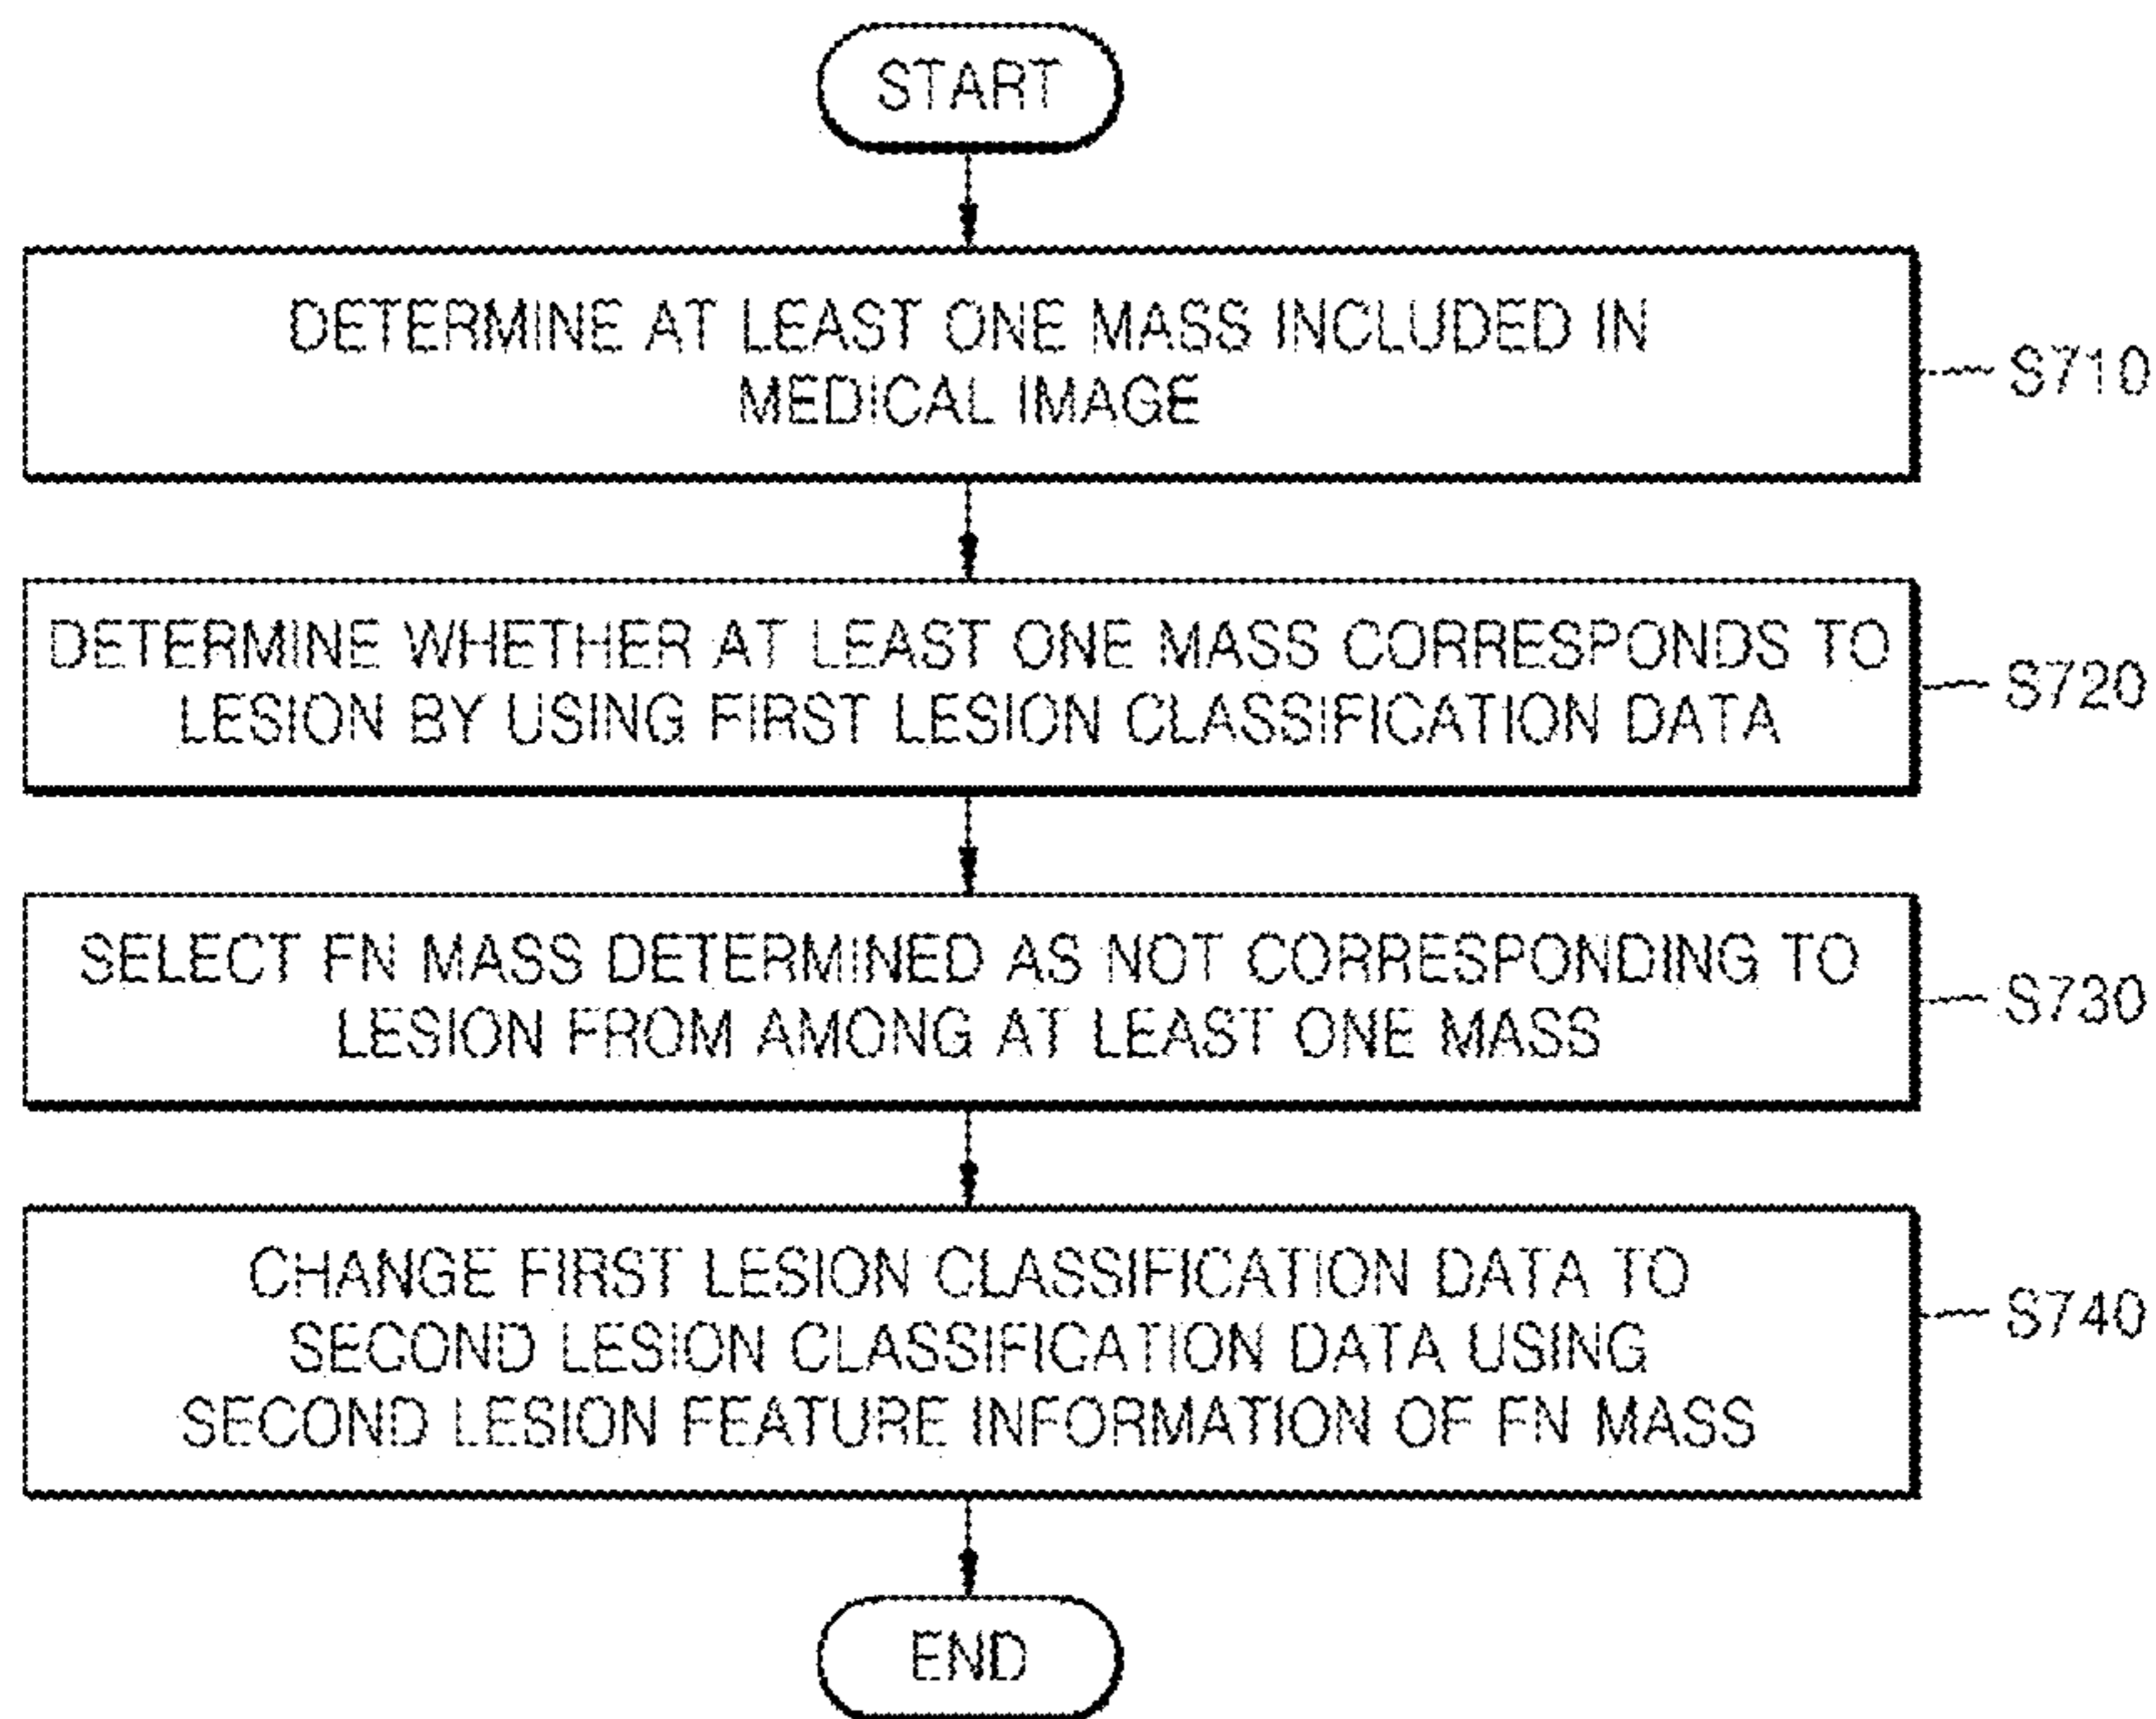 START
DETERMINE AT LEAST ONE MASS INCLUDED IN
MEDICAL IMAGE
S710
DETERMINE WHETHER AT LEAST ONE MASS CORRESPONDS TO
LESION BY USING FIRST LESION CLASSIFICATION DATA
S720
SELECT FN MASS DETERMINED AS NOT CORRESPONDING TO
LESION FROM AMONG AT LEAST ONE MASS
S730
CHANGE FIRST LESION CLASSIFICATION DATA TO
SECOND LESION CLASSIFICATION DATA USING
SECOND LESION FEATURE INFORMATION OF FN MASS
S740
END